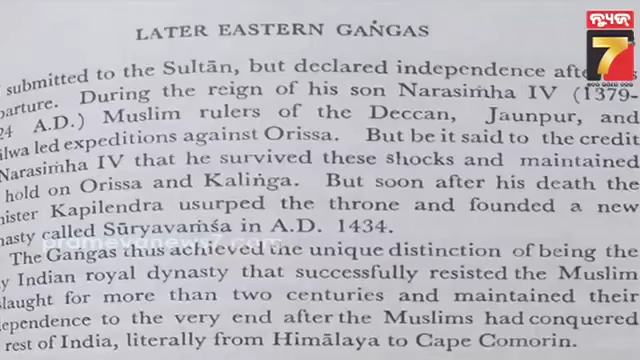 LATER EASTERN GAṄGAS
submitted to the Sultān, but declared independence
parture. During the reign of his son Narasiṁha IV (1379-
24 A.D.) Muslim rulers of the Deccan, Jaunpur, and
lwa led expeditions against Orissa. But be it said to the credit
Narasiṁha IV that he survived these shocks and maintained
hold on Orissa and Kaliṅga. But soon after his death the
nister Kapilendra usurped the throne and founded a new
nasty called Sūryavaṁśa in A.D. 1434.
The Gaṅgas thus achieved the unique distinction of being the
y Indian royal dynasty that successfully resisted the Muslim
slaught for more than two centuries and maintained their
ependence to the very end after the Muslims had conquered
rest of India, literally from Himālaya to Cape Comorin.
ନ୍ୟୁଜ୍
7
prameyanews7.com